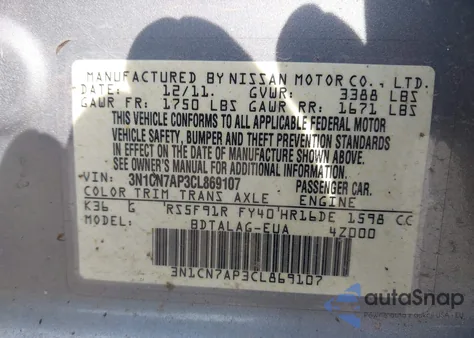 MANUFACTURED BY NISSAN MOTOR CO., LTD.
DATE: 12/11. GVWR: 3388 LBS
GAWR FR: 1750 LBS GAWR RR: 1671 LBS
THIS VEHICLE CONFORMS TO ALL APPLICABLE FEDERAL MOTOR
VEHICLE SAFETY, BUMPER AND THEFT PREVENTION STANDARDS
IN EFFECT ON THE DATE OF MANUFACTURE SHOWN ABOVE.
SEE OWNER'S MANUAL FOR ADDITIONAL INFORMATION.
VIN: 3N1CN7AP3CL869107 PASSENGER CAR.
COLOR TRIM TRANS AXLE ENGINE
K36 G RS5F91R FY40 HR16DE 1598 CC
MODEL: BDTALAG-EUA 4Z000
3N1CN7AP3CL869107
autoSnap